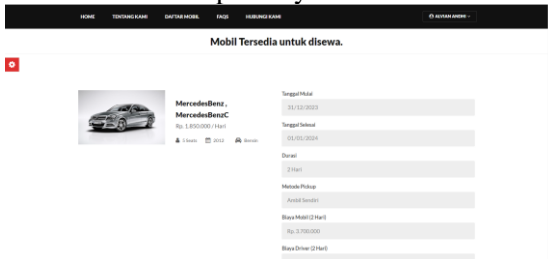 HOME TENTANG KAMI DAFTAR MOBIL FAQS HUBUNGI KAMI ALVIAN ANDRI
Mobil Tersedia untuk disewa.
MercedesBenz ,
MercedesBenzC
Rp. 1,850,000 / Hari
5 Seats 2012 Bensin
Tanggal Mulai
31/12/2023
Tanggal Selesai
01/01/2024
Durasi
2 Hari
Metode Pickup
Ambil Sendiri
Biaya Mobil (2 Hari)
Rp. 3,700,000
Biaya Driver (2 Hari)